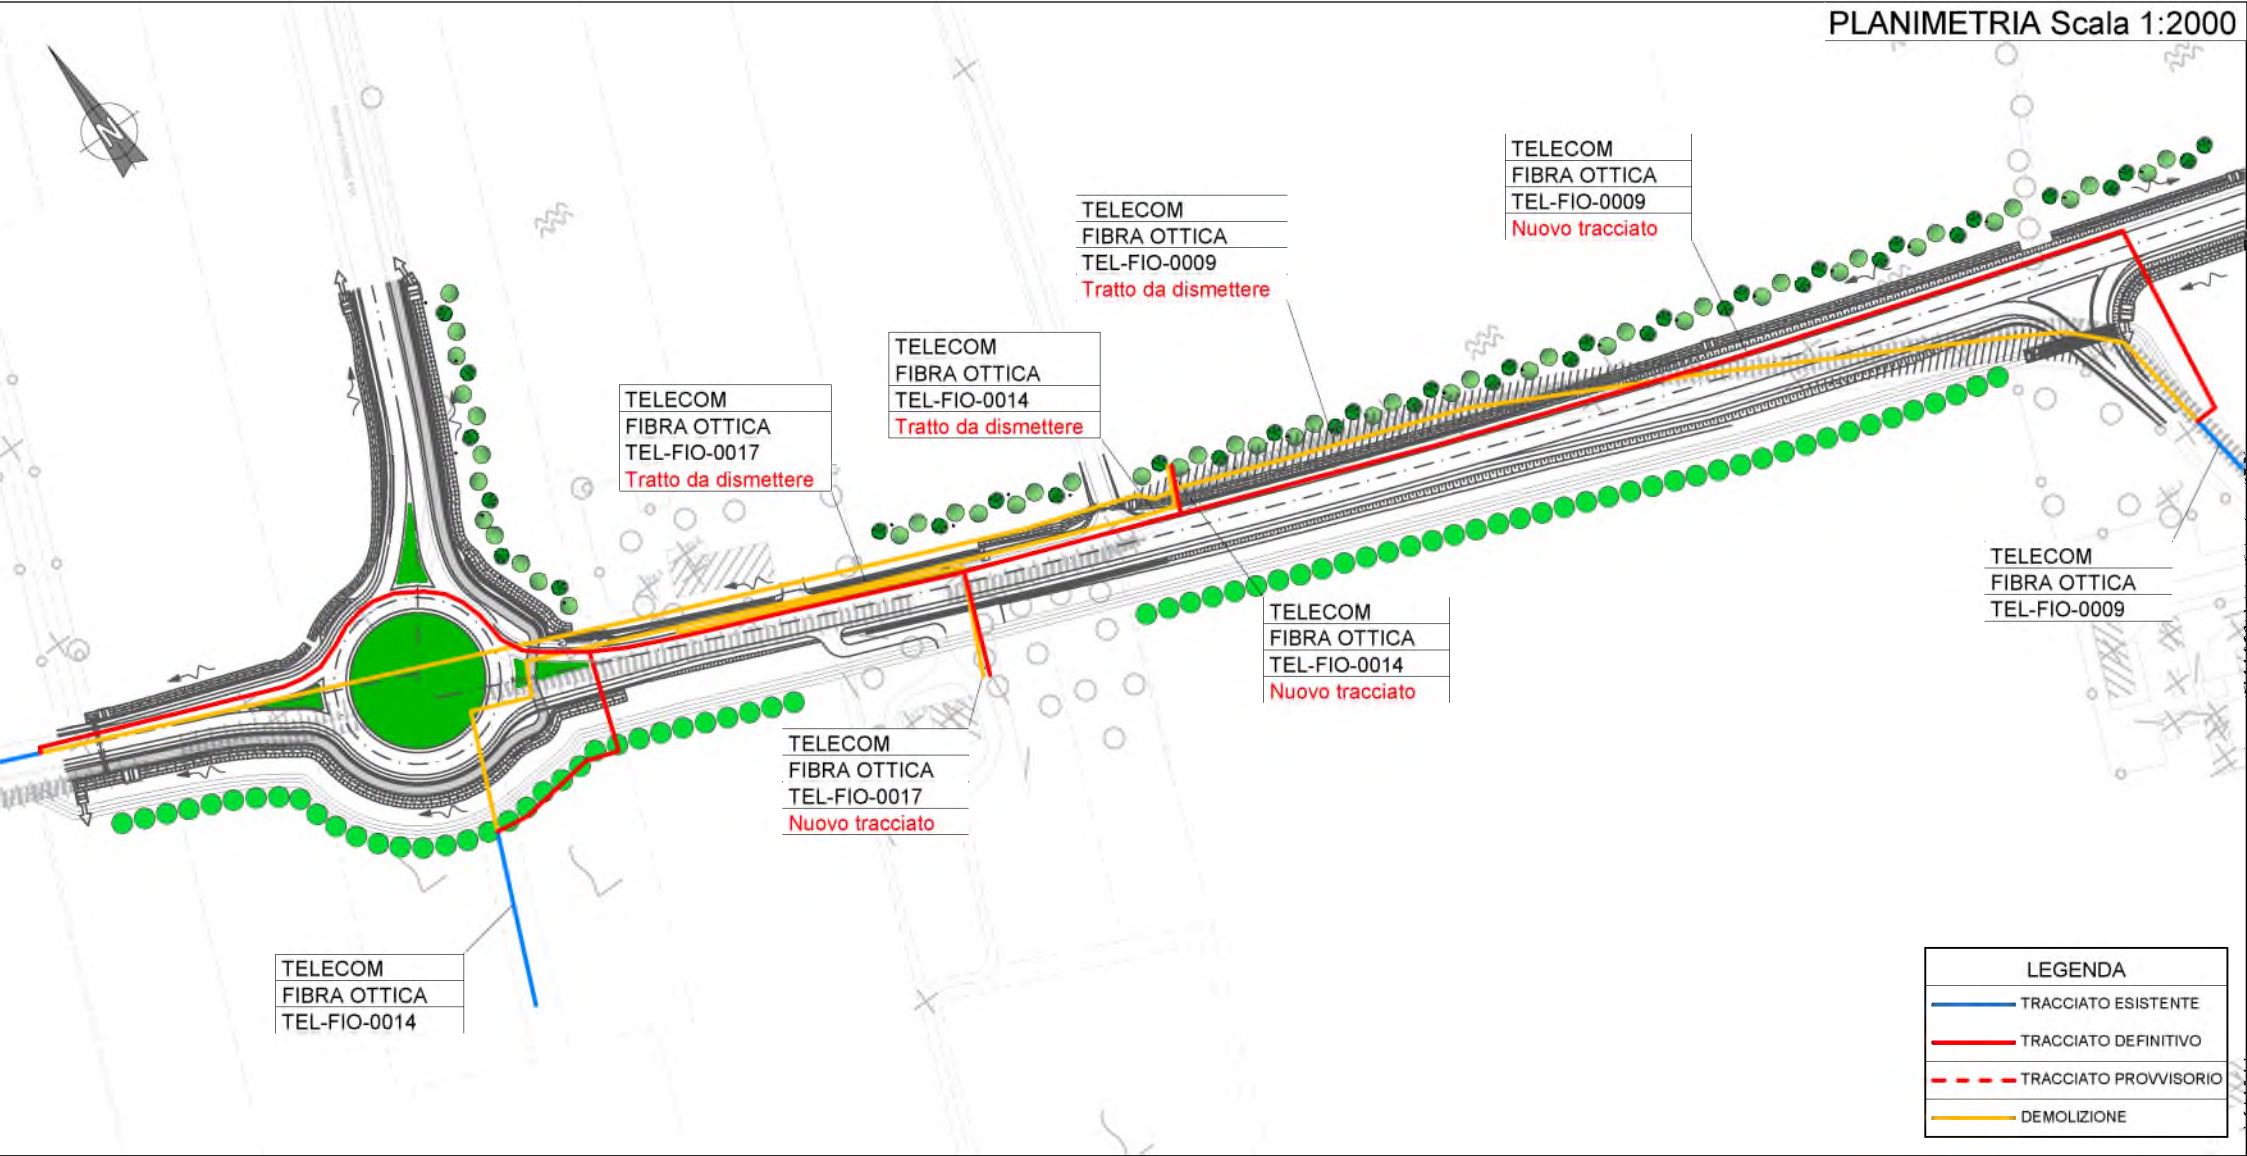 PLANIMETRIA Scala 1:2000
N
TELECOM
FIBRA OTTICA
TEL-FIO-0009
Nuovo tracciato
TELECOM
FIBRA OTTICA
TEL-FIO-0009
Tratto da dismettere
TELECOM
FIBRA OTTICA
TEL-FIO-0014
Tratto da dismettere
TELECOM
FIBRA OTTICA
TEL-FIO-0017
Tratto da dismettere
TELECOM
FIBRA OTTICA
TEL-FIO-0009
TELECOM
FIBRA OTTICA
TEL-FIO-0014
Nuovo tracciato
TELECOM
FIBRA OTTICA
TEL-FIO-0017
Nuovo tracciato
TELECOM
FIBRA OTTICA
TEL-FIO-0014
LEGENDA
TRACCIATO ESISTENTE
TRACCIATO DEFINITIVO
TRACCIATO PROVVISORIO
DEMOLIZIONE